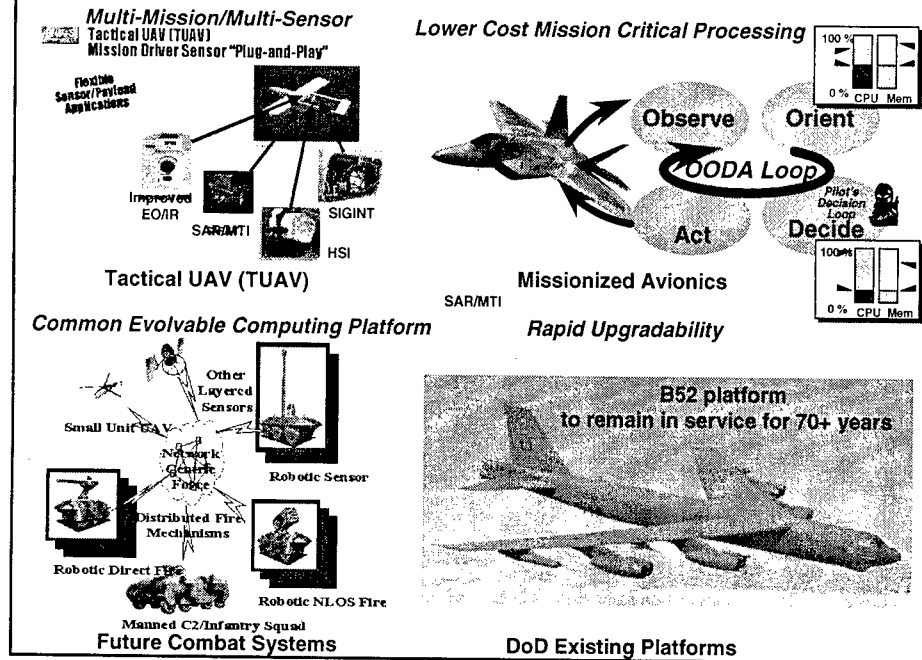 Multi-Mission/Multi-Sensor
Tactical UAV (TUAV)
Mission Driver Sensor "Plug-and-Play"
Flexible
Sensor/Payload
Applications
Improved
EO/IR
SAR/MTI
HSI
SIGINT
Tactical UAV (TUAV)
Lower Cost Mission Critical Processing
100 %
0 %
CPU Mem
Observe
Orient
OODA Loop
Act
Pilot's
Decision
Loop
Decide
100 %
0 %
CPU Mem
Missionized Avionics
SAR/MTI
Common Evolvable Computing Platform
Other
Layered
Sensors
Small Unit UAV
Network
Centric
Force
Robotic Sensor
Distributed Fire
Mechanisms
Robotic Direct Fire
Robotic NLOS Fire
Manned C2/Infantry Squad
Future Combat Systems
Rapid Upgradability
B52 platform
to remain in service for 70+ years
DoD Existing Platforms